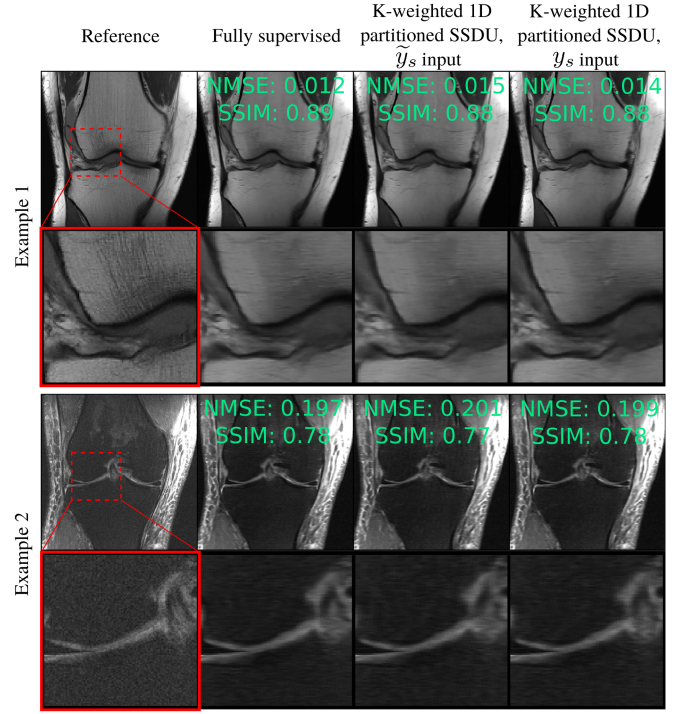 Reference
Fully supervised
K-weighted 1D
partitioned SSDU,
ỹₛ input
K-weighted 1D
partitioned SSDU,
yₛ input
Example 1
NMSE: 0.012
SSIM: 0.89
NMSE: 0.015
SSIM: 0.88
NMSE: 0.014
SSIM: 0.88
Example 2
NMSE: 0.197
SSIM: 0.78
NMSE: 0.201
SSIM: 0.77
NMSE: 0.199
SSIM: 0.78